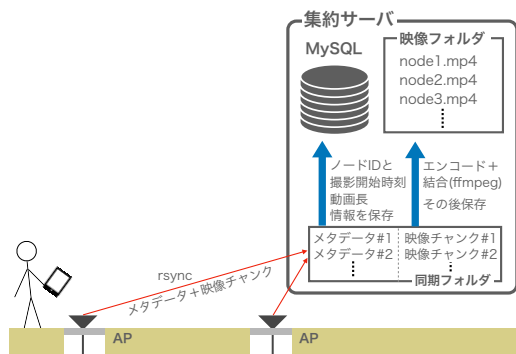 集約サーバ
MySQL
映像フォルダ
node1.mp4
node2.mp4
node3.mp4
ノードIDと
撮影開始時刻
動画長
情報を保存
エンコード＋
結合(ffmpeg)
その後保存
メタデータ#1
メタデータ#2
映像チャンク#1
映像チャンク#2
同期フォルダ
rsync
メタデータ＋映像チャンク
AP
AP